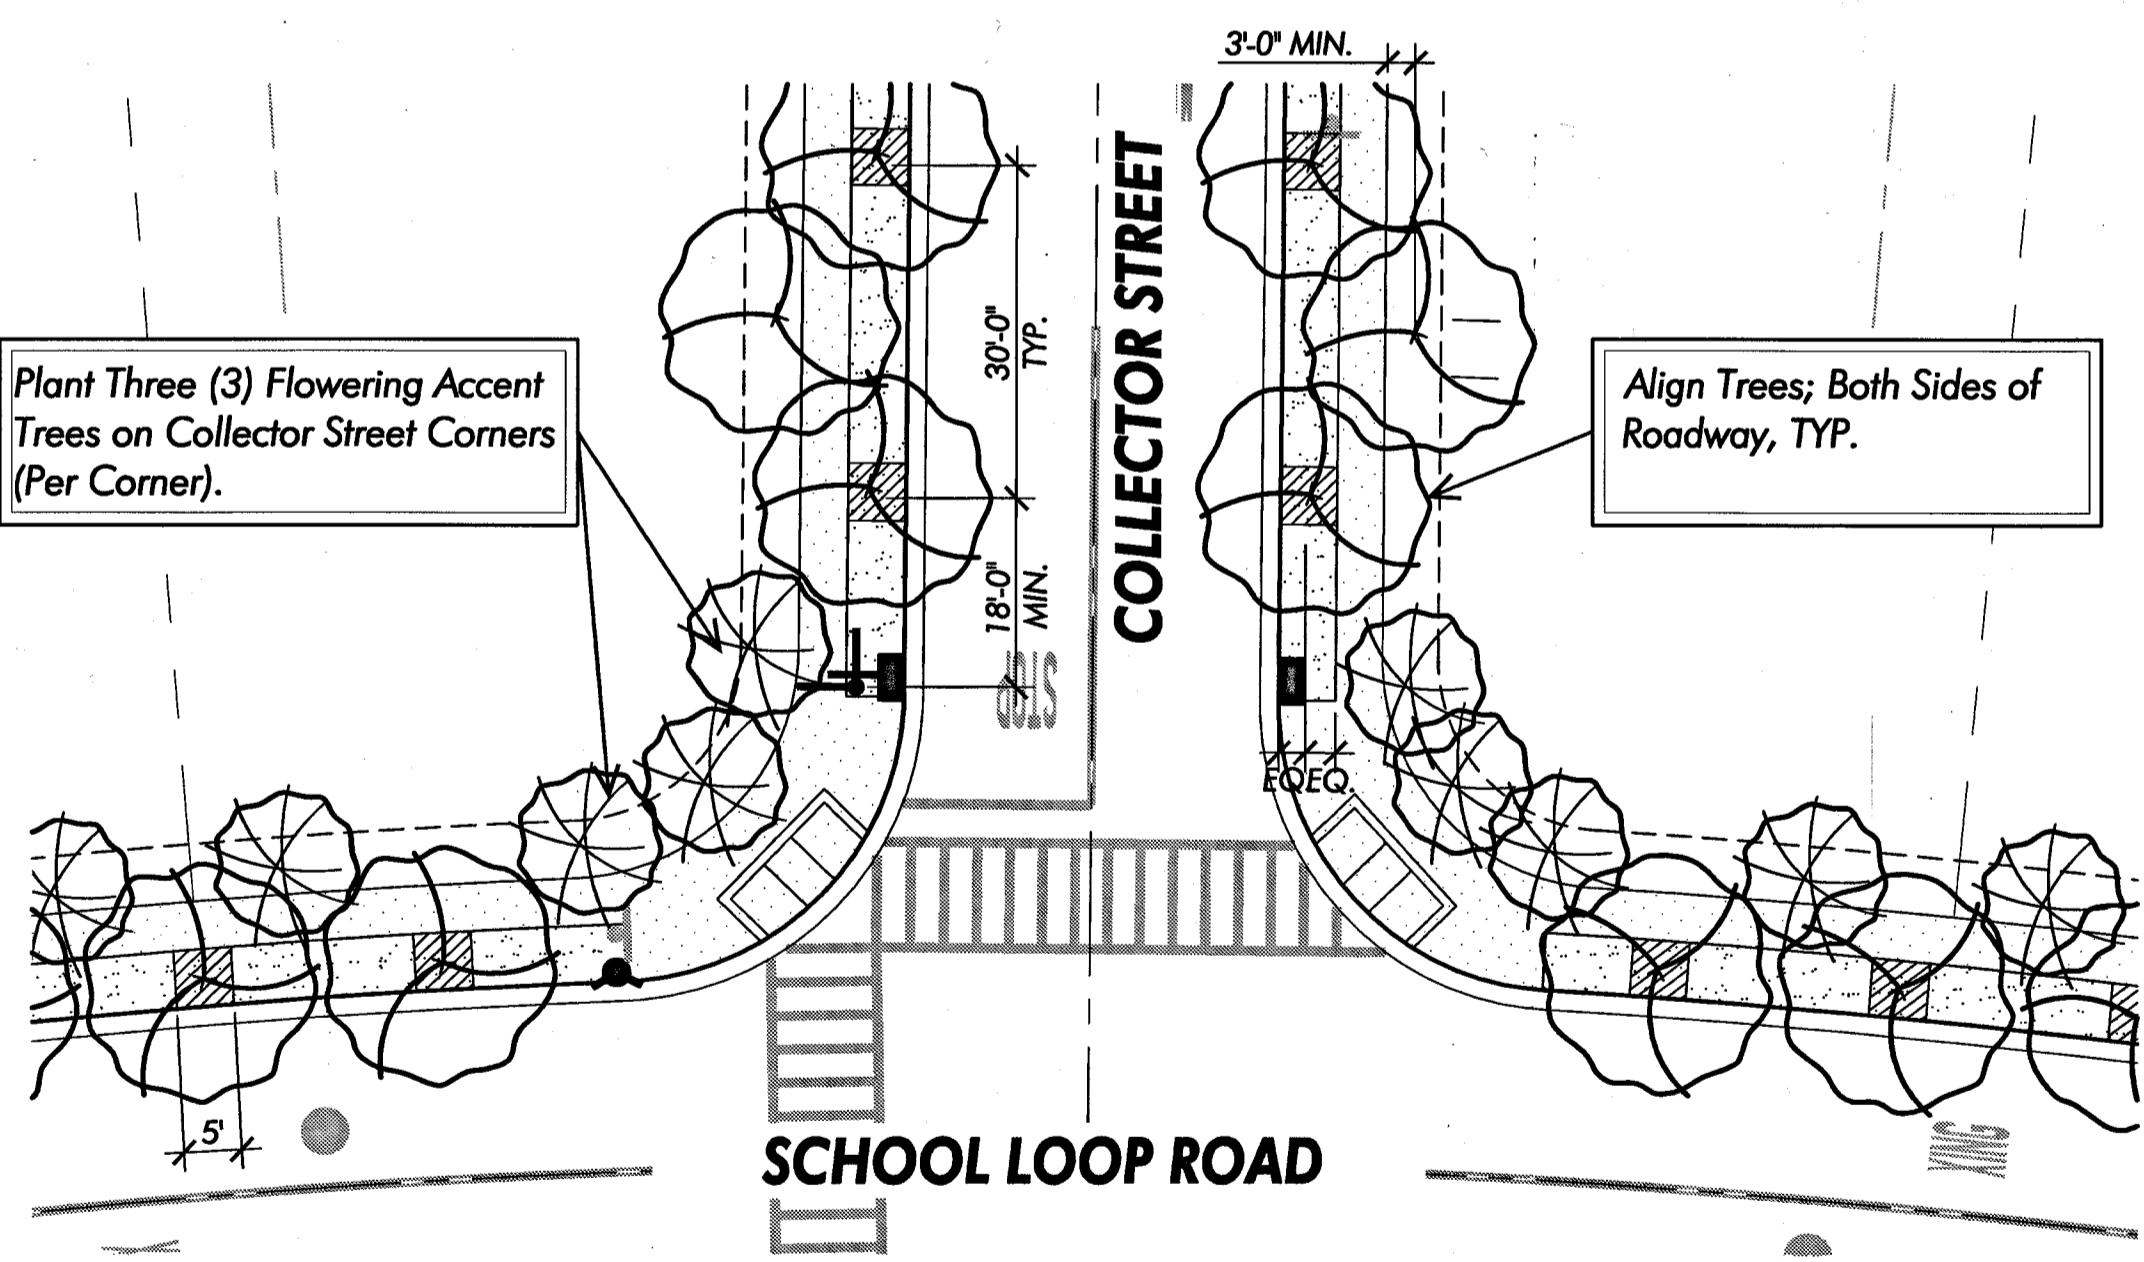 3'-0" MIN.
COLLECTOR STREET
30'-0"
TYP.
Plant Three (3) Flowering Accent
Trees on Collector Street Corners
(Per Corner).
Align Trees; Both Sides of
Roadway, TYP.
18'-0"
MIN.
STOP
EQ.
EQ.
5'
SCHOOL LOOP ROAD
XING